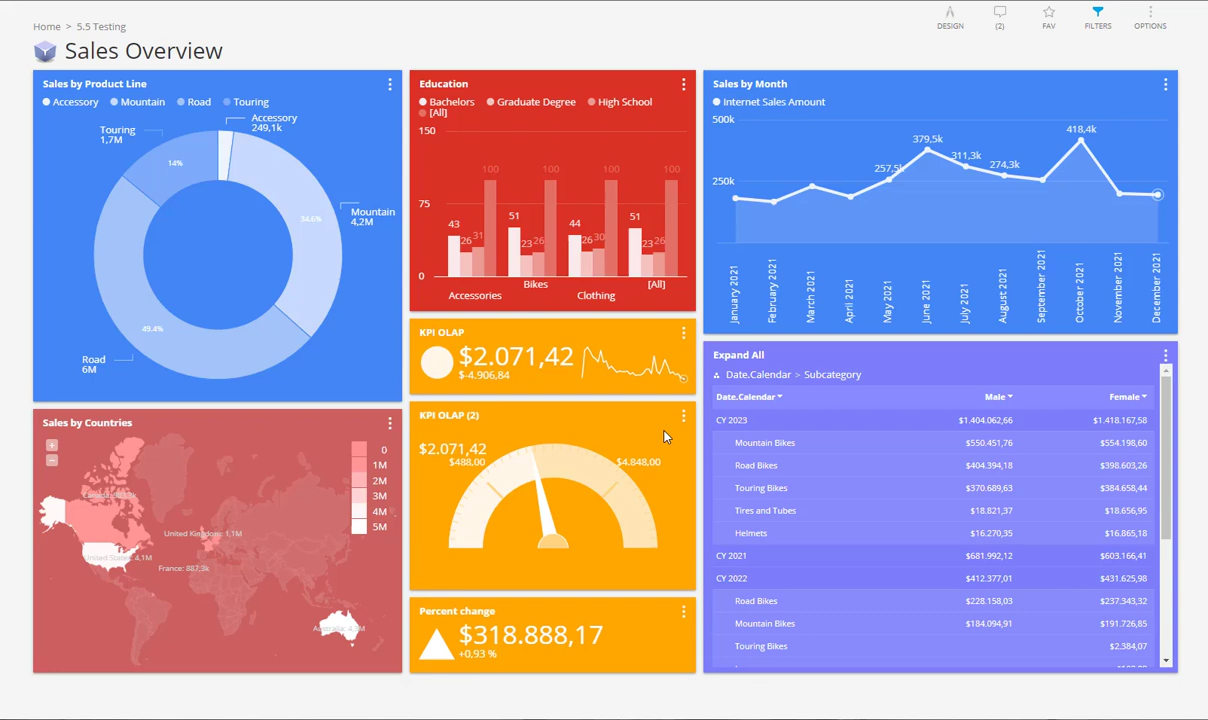 Home > 5.5 Testing
Sales Overview
DESIGN
(2)
FAV
FILTERS
OPTIONS
Sales by Product Line
Accessory Mountain Road Touring
Accessory
249,1k
Touring
1,7M
14%
34.6%
Mountain
4,2M
49.4%
Road
6M
Education
Bachelors Graduate Degree High School
[All]
150
75
0
43 26 31 100
51 23 26 100
44 26 30 100
51 23 26 100
Accessories
Bikes
Clothing
[All]
Sales by Month
Internet Sales Amount
500k
250k
257,5k
379,5k
311,3k
274,3k
418,4k
January 2021
February 2021
March 2021
April 2021
May 2021
June 2021
July 2021
August 2021
September 2021
October 2021
November 2021
December 2021
KPI OLAP
$2.071,42
$-4.906,84
KPI OLAP (2)
$2.071,42
$488,00
$4.848,00
Percent change
$318.888,17
+0,93 %
Sales by Countries
+
−
0
1M
2M
3M
4M
5M
United Kingdom: 1,1M
United States: 4,1M
France: 887,3k
Expand All
Date.Calendar > Subcategory
Date.Calendar Male Female
CY 2023 $1.404.062,66 $1.418.167,58
Mountain Bikes $550.451,76 $554.198,60
Road Bikes $404.394,18 $398.603,26
Touring Bikes $370.689,63 $384.658,44
Tires and Tubes $18.821,37 $18.656,95
Helmets $16.270,35 $16.865,18
CY 2021 $681.992,12 $603.166,41
CY 2022 $412.377,01 $431.625,98
Road Bikes $228.158,03 $237.343,32
Mountain Bikes $184.094,91 $191.726,85
Touring Bikes $2.384,07